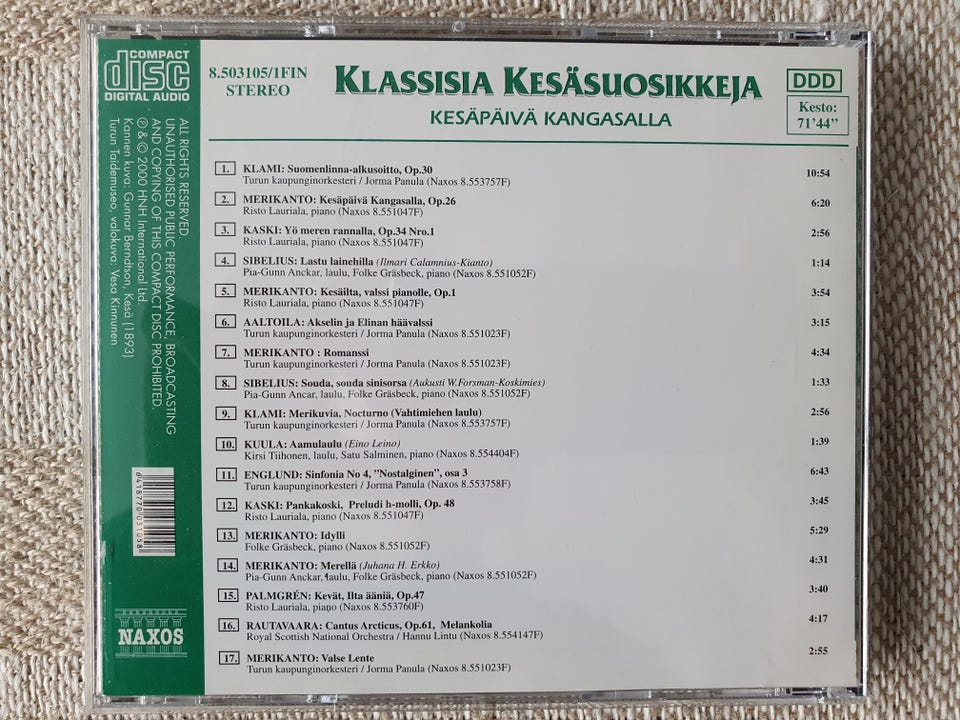 COMPACT
disc
DIGITAL AUDIO
8.503105/1FIN
STEREO
KLASSISIA KESÄSUOSIKKEJA
KESÄPÄIVÄ KANGASALLA
DDD
Kesto:
71'44"
1. KLAMI: Suomenlinna-alkusoitto, Op.30 10:54
Turun kaupunginorkesteri / Jorma Panula (Naxos 8.553757F)
2. MERIKANTO: Kesäpäivä Kangasalla, Op.26 6:20
Risto Lauriala, piano (Naxos 8.551047F)
3. KASKI: Yö meren rannalla, Op.34 Nro.1 2:56
Risto Lauriala, piano (Naxos 8.551047F)
4. SIBELIUS: Lastu lainehilla (Ilmari Calamnius-Kianto) 1:14
Pia-Gunn Anckar, laulu, Folke Gräsbeck, piano (Naxos 8.551052F)
5. MERIKANTO: Kesäilta, valssi pianolle, Op.1 3:54
Risto Lauriala, piano (Naxos 8.551047F)
6. AALTOILA: Akselin ja Elinan häävalssi 3:15
Turun kaupunginorkesteri / Jorma Panula (Naxos 8.551023F)
7. MERIKANTO : Romanssi 4:34
Turun kaupunginorkesteri / Jorma Panula (Naxos 8.551023F)
8. SIBELIUS: Souda, souda sinisorsa (Aukusti W.Forsman-Koskimies) 1:33
Pia-Gunn Ancar, laulu, Folke Gräsbeck, piano (Naxos 8.551052F)
9. KLAMI: Merikuvia, Nocturno (Vahtimiehen laulu) 2:56
Turun kaupunginorkesteri / Jorma Panula (Naxos 8.553757F)
10. KUULA: Aamulaulu (Eino Leino) 1:39
Kirsi Tiihonen, laulu, Satu Salminen, piano (Naxos 8.554404F)
11. ENGLUND: Sinfonia No 4, "Nostalginen", osa 3 6:43
Turun kaupunginorkesteri / Jorma Panula (Naxos 8.553758F)
12. KASKI: Pankakoski, Preludi h-molli, Op. 48 3:45
Risto Lauriala, piano (Naxos 8.551047F)
13. MERIKANTO: Idylli 5:29
Folke Gräsbeck, piano (Naxos 8.551052F)
14. MERIKANTO: Merellä (Juhana H. Erkko) 4:31
Pia-Gunn Anckar, laulu, Folke Gräsbeck, piano (Naxos 8.551052F)
15. PALMGRÉN: Kevät, Ilta ääniä, Op.47 3:40
Risto Lauriala, piano (Naxos 8.553760F)
16. RAUTAVAARA: Cantus Arcticus, Op.61, Melankolia 4:17
Royal Scottish National Orchestra / Hannu Lintu (Naxos 8.554147F)
17. MERIKANTO: Valse Lente 2:55
Turun kaupunginorkesteri / Jorma Panula (Naxos 8.551023F)
ALL RIGHTS RESERVED.
UNAUTHORISED PUBLIC PERFORMANCE, BROADCASTING
AND COPYING OF THIS COMPACT DISC PROHIBITED.
℗ & © 2000 HNH International Ltd.
Kannen kuva: Gunnar Berndtson, Kesä (1893)
Turun Taidemuseo, valokuva: Vesa Kinnunen
6 418770 031038
NAXOS